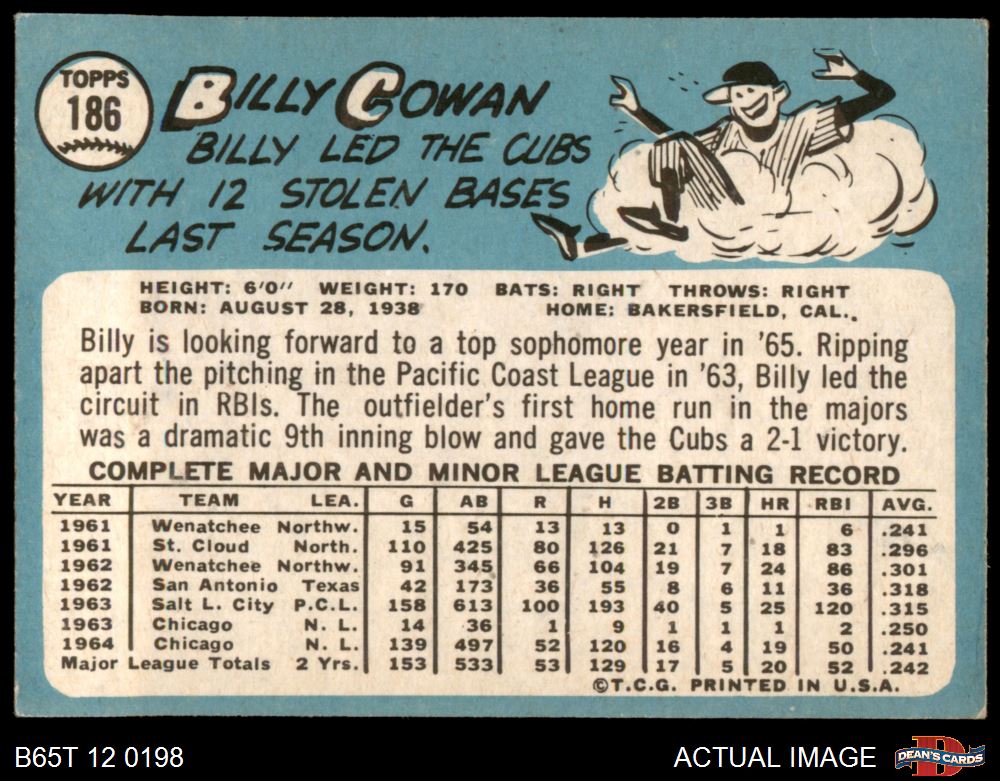 TOPPS
186
BILLY COWAN
BILLY LED THE CUBS
WITH 12 STOLEN BASES
LAST SEASON.
HEIGHT: 6'0" WEIGHT: 170 BATS: RIGHT THROWS: RIGHT
BORN: AUGUST 28, 1938 HOME: BAKERSFIELD, CAL.
Billy is looking forward to a top sophomore year in '65. Ripping
apart the pitching in the Pacific Coast League in '63, Billy led the
circuit in RBIs. The outfielder's first home run in the majors
was a dramatic 9th inning blow and gave the Cubs a 2-1 victory.
COMPLETE MAJOR AND MINOR LEAGUE BATTING RECORD
YEAR TEAM LEA. G AB R H 2B 3B HR RBI AVG.
1961 Wenatchee Northw. 15 54 13 13 0 1 1 6 .241
1961 St. Cloud North. 110 425 80 126 21 7 18 83 .296
1962 Wenatchee Northw. 91 345 66 104 19 7 24 86 .301
1962 San Antonio Texas 42 173 36 55 8 6 11 36 .318
1963 Salt L. City P.C.L. 158 613 100 193 40 5 25 120 .315
1963 Chicago N. L. 14 36 1 9 1 1 1 2 .250
1964 Chicago N. L. 139 497 52 120 16 4 19 50 .241
Major League Totals 2 Yrs. 153 533 53 129 17 5 20 52 .242
©T.C.G. PRINTED IN U.S.A.
B65T 12 0198 ACTUAL IMAGE DEAN'S CARDS